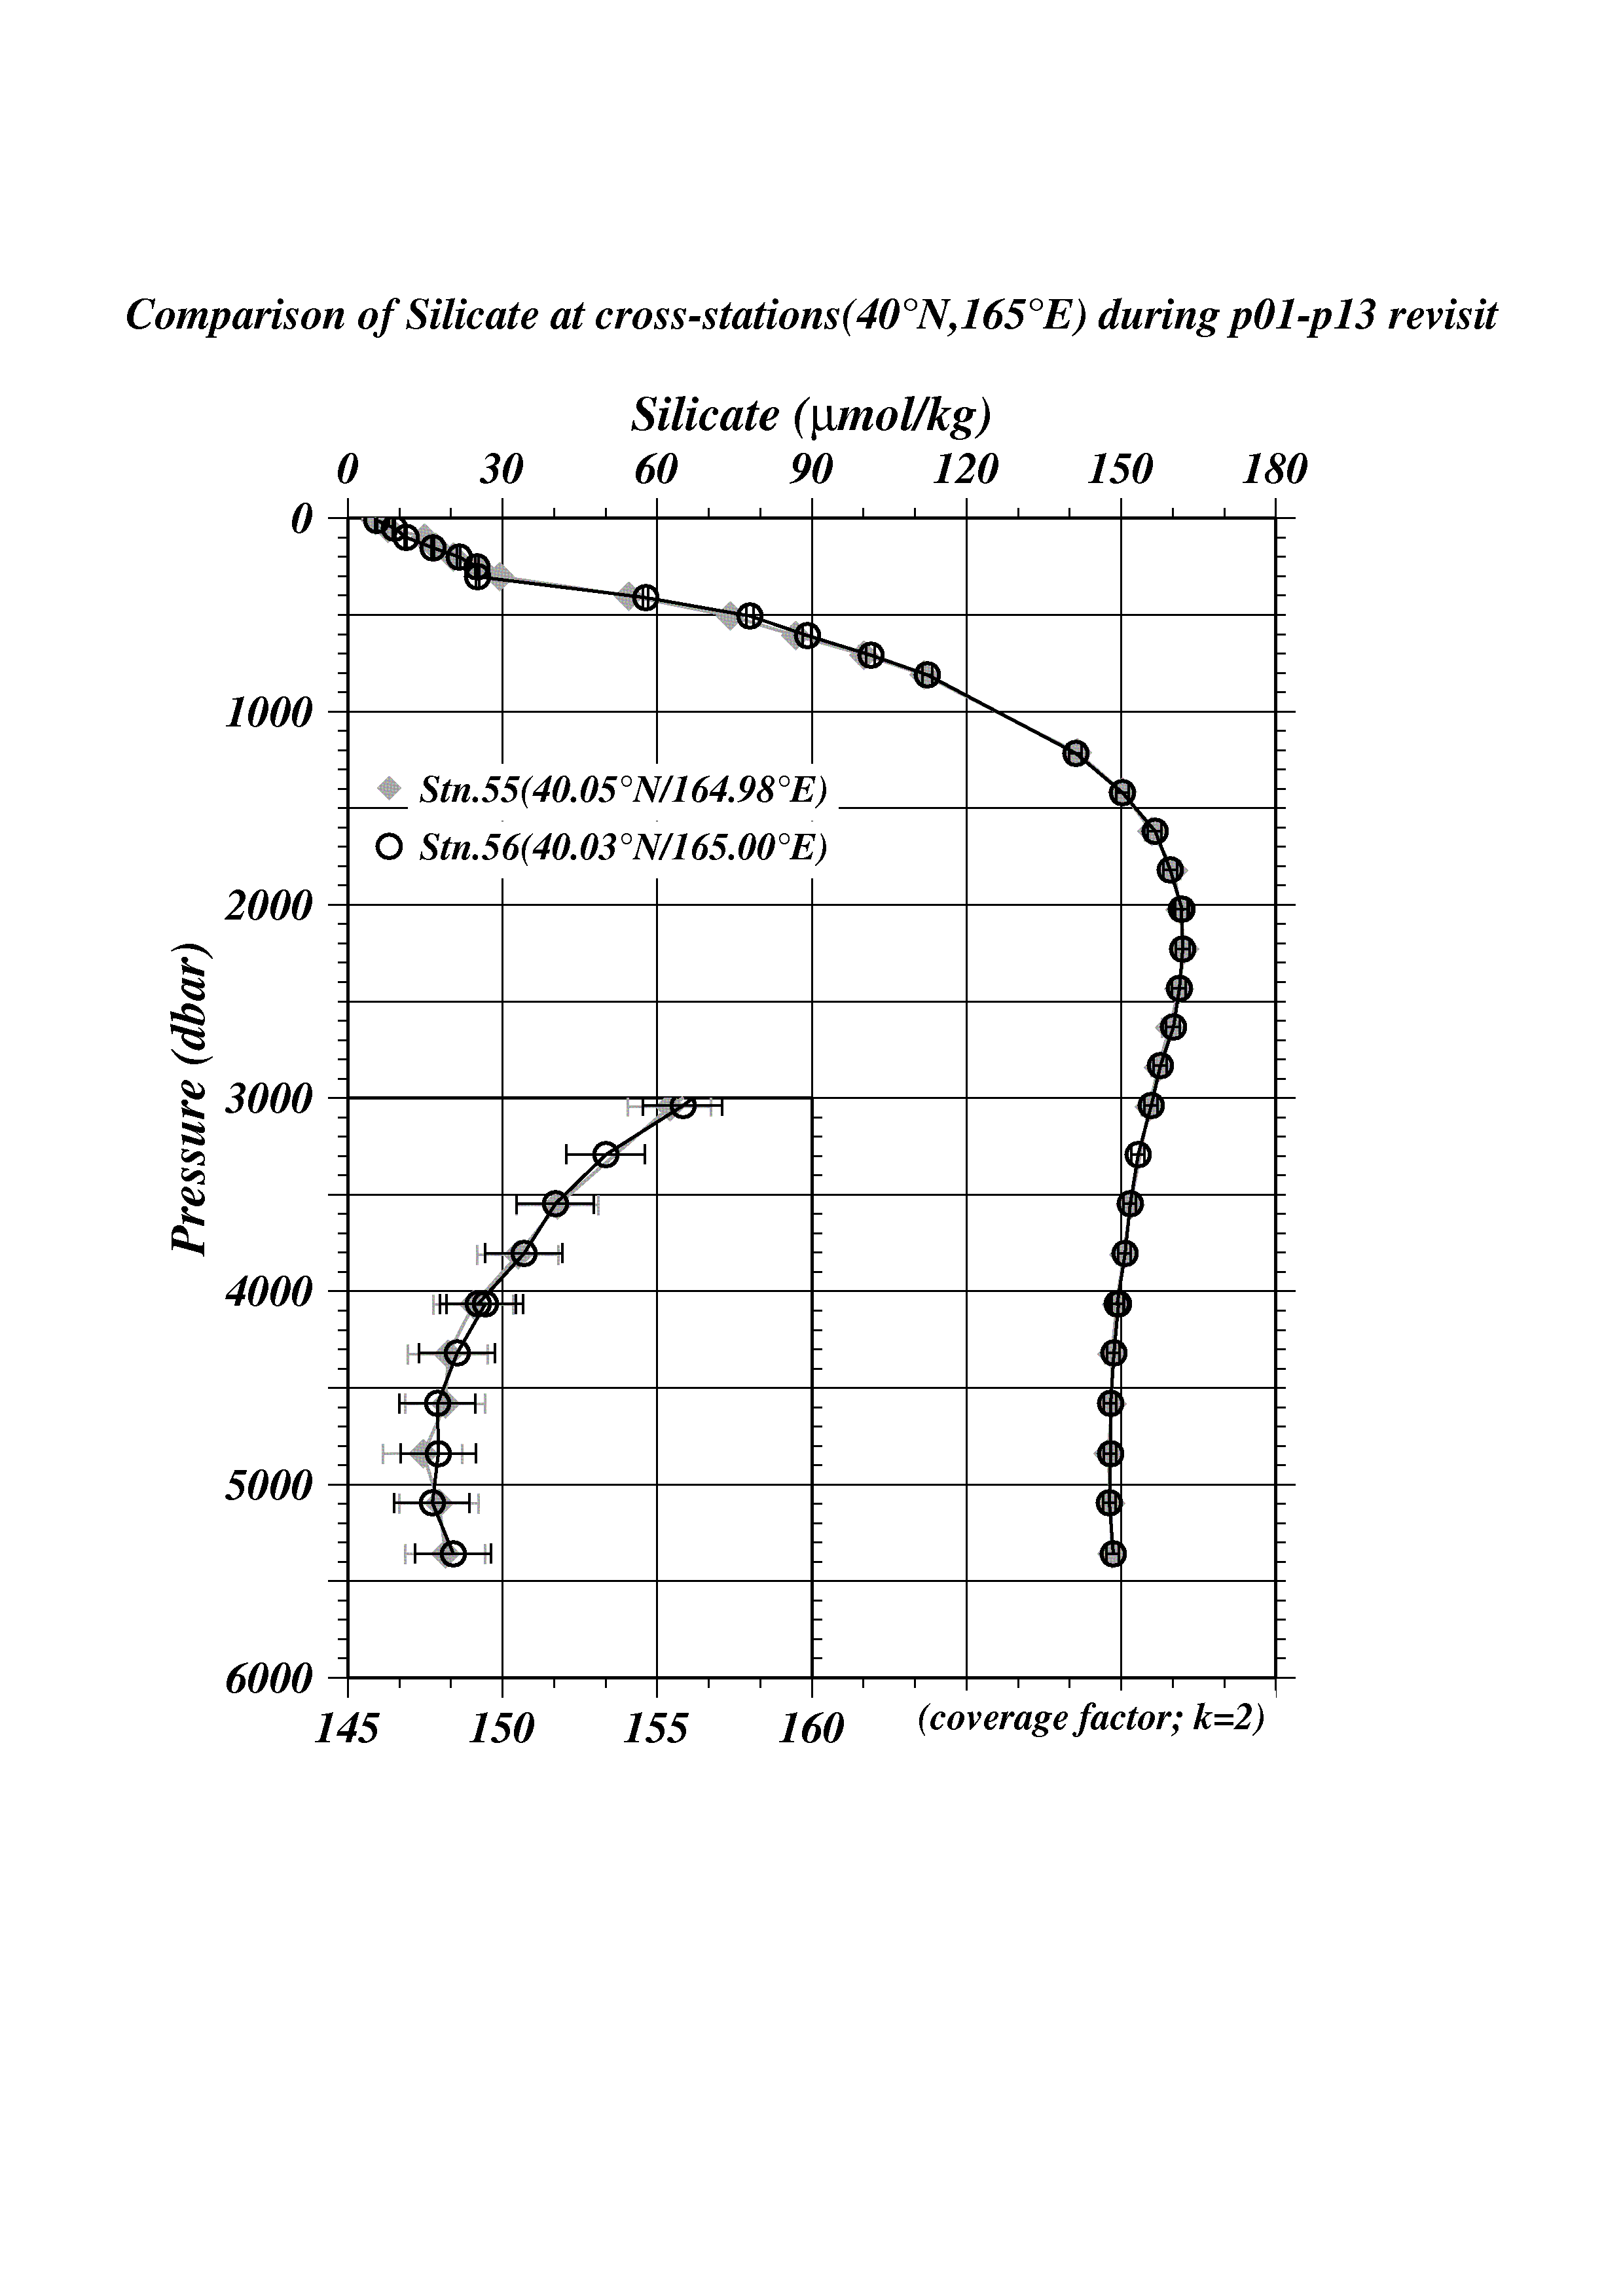 Comparison of Silicate at cross-stations(40°N,165°E) during p01-p13 revisit
Silicate (μmol/kg)
0 30 60 90 120 150 180
0
1000
Stn.55(40.05°N/164.98°E)
Stn.56(40.03°N/165.00°E)
2000
Pressure (dbar)
3000
4000
5000
6000
145 150 155 160 (coverage factor; k=2)